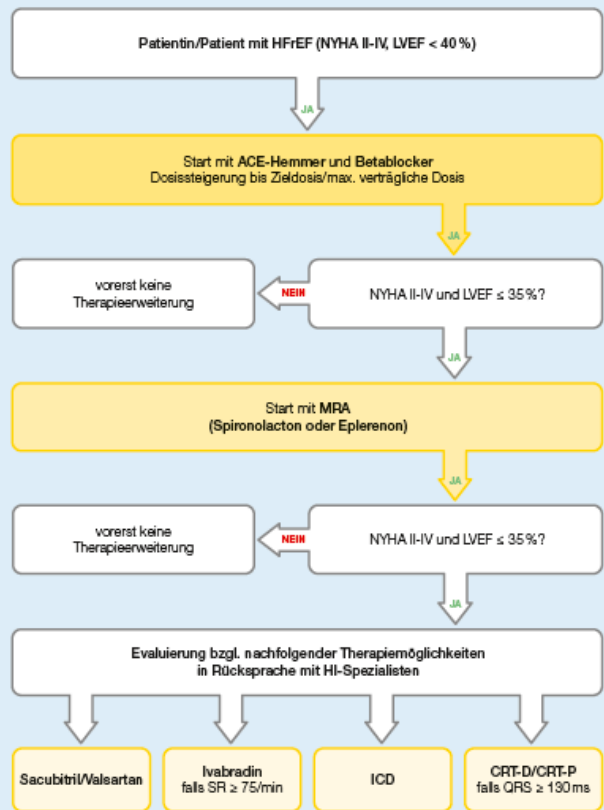 Patientin/Patient mit HFrEF (NYHA II-IV, LVEF < 40 %)
JA
Start mit ACE-Hemmer und Betablocker
Dosissteigerung bis Zieldosis/max. verträgliche Dosis
JA
vorerst keine
Therapieerweiterung
NEIN
NYHA II-IV und LVEF ≤ 35 %?
JA
Start mit MRA
(Spironolacton oder Eplerenon)
JA
vorerst keine
Therapieerweiterung
NEIN
NYHA II-IV und LVEF ≤ 35 %?
JA
Evaluierung bzgl. nachfolgender Therapiemöglichkeiten
in Rücksprache mit HI-Spezialisten
Sacubitril/Valsartan
Ivabradin
falls SR ≥ 75/min
ICD
CRT-D/CRT-P
falls QRS ≥ 130 ms